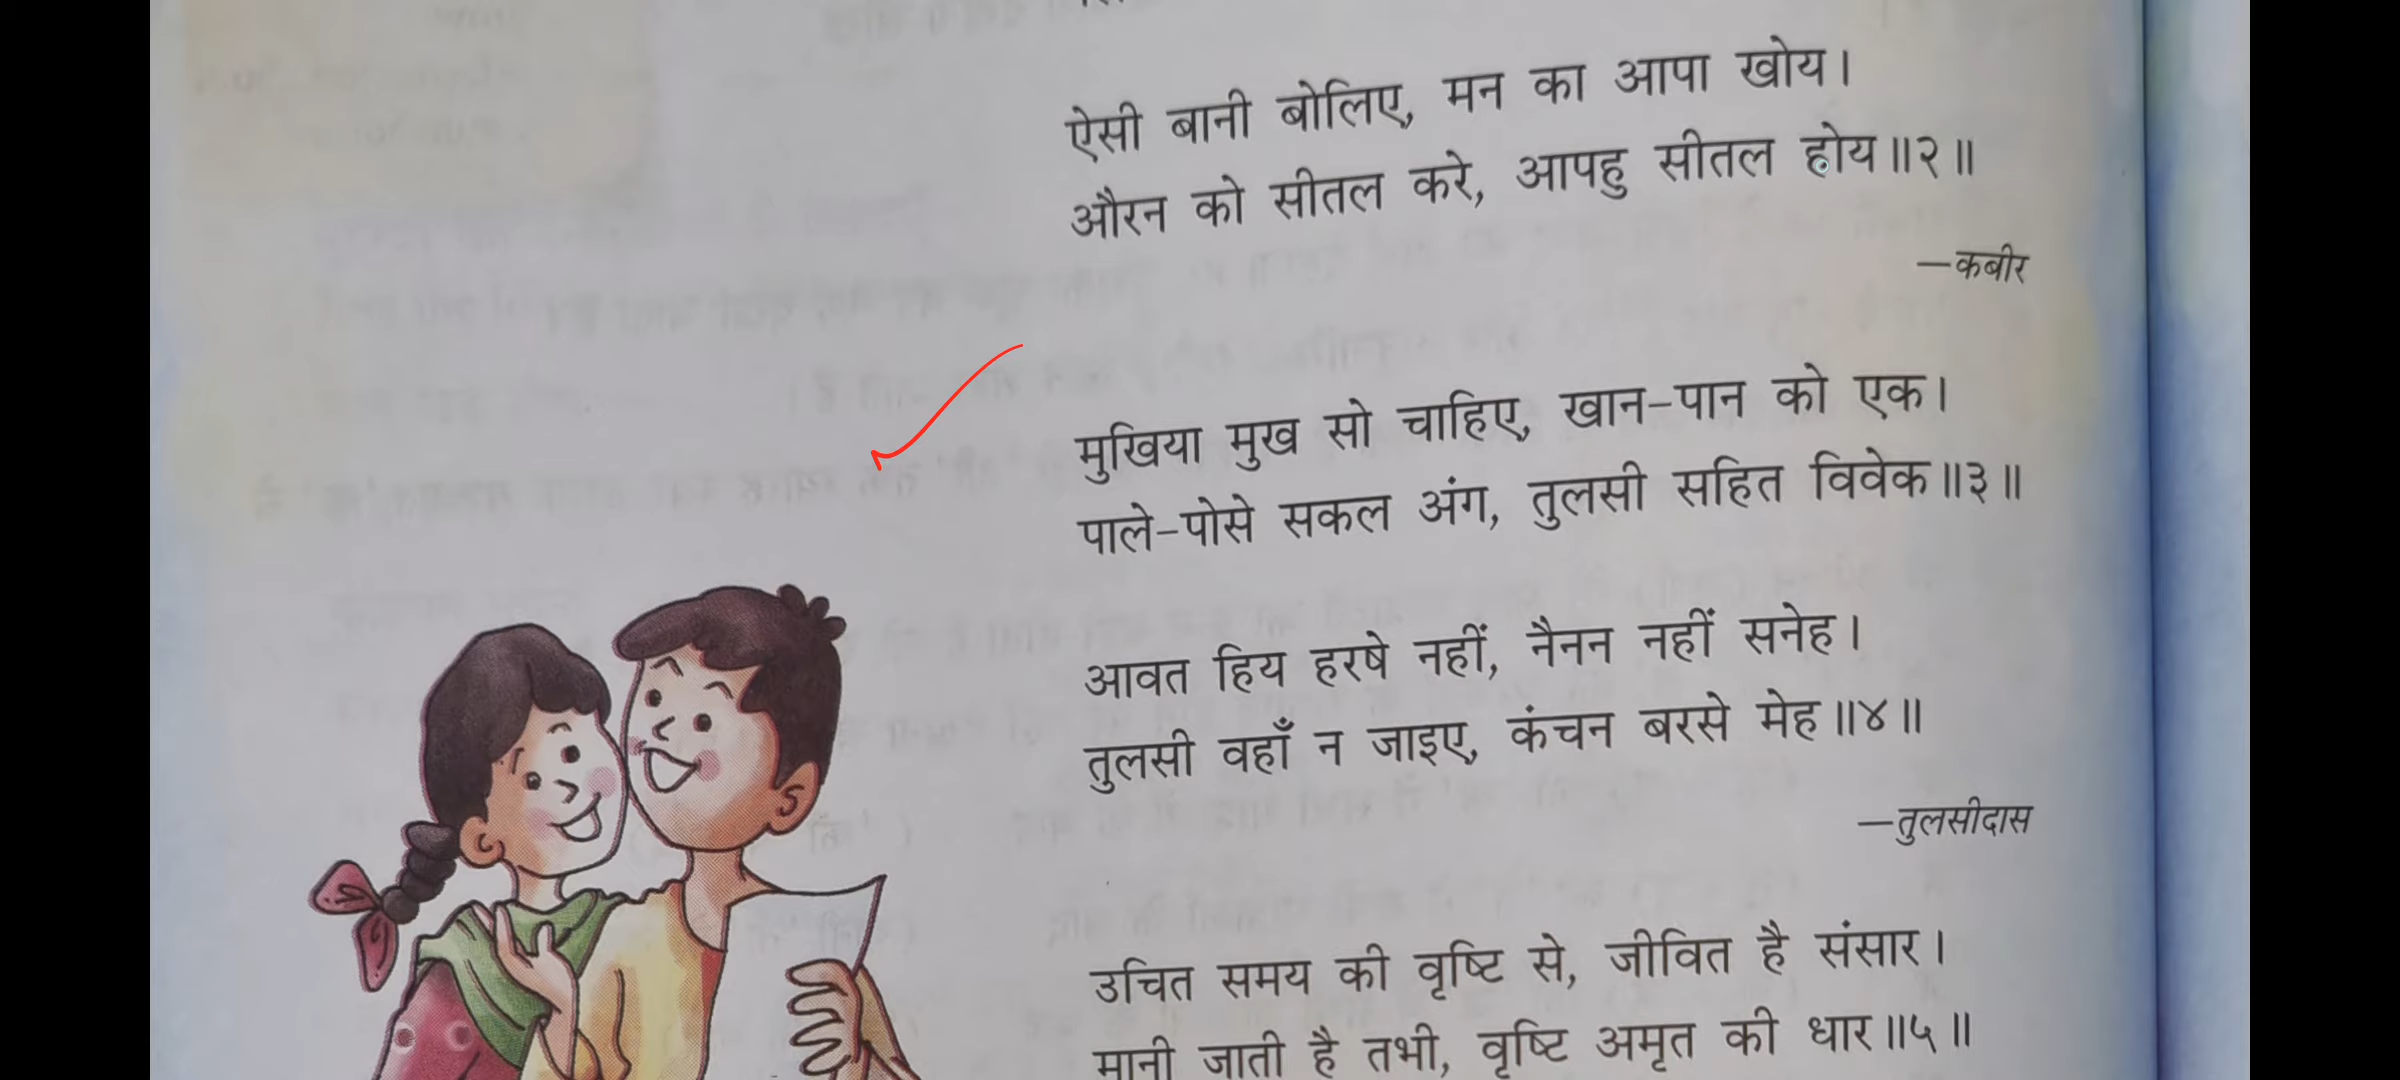 ऐसी बानी बोलिए, मन का आपा खोय।
औरन को सीतल करे, आपहु सीतल होय॥२॥
—कबीर
मुखिया मुख सो चाहिए, खान-पान को एक।
पाले-पोसे सकल अंग, तुलसी सहित विवेक॥३॥
आवत हिय हरषे नहीं, नैनन नहीं सनेह।
तुलसी वहाँ न जाइए, कंचन बरसे मेह॥४॥
—तुलसीदास
उचित समय की वृष्टि से, जीवित है संसार।
मानी जाती है तभी, वृष्टि अमृत की धार॥५॥